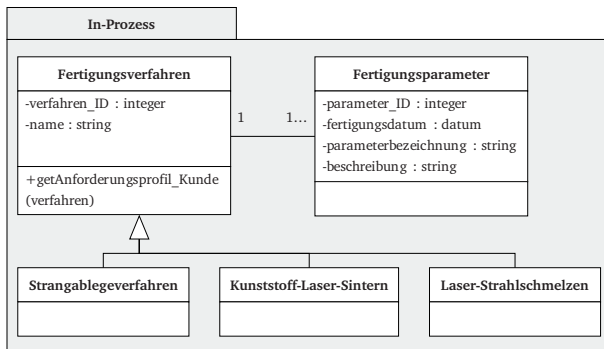 In-Prozess
Fertigungsverfahren
-verfahren_ID : integer
-name : string
+getAnforderungsprofil_Kunde
(verfahren)
1
1...
Fertigungsparameter
-parameter_ID : integer
-fertigungsdatum : datum
-parameterbezeichnung : string
-beschreibung : string
Strangablegeverfahren
Kunststoff-Laser-Sintern
Laser-Strahlschmelzen